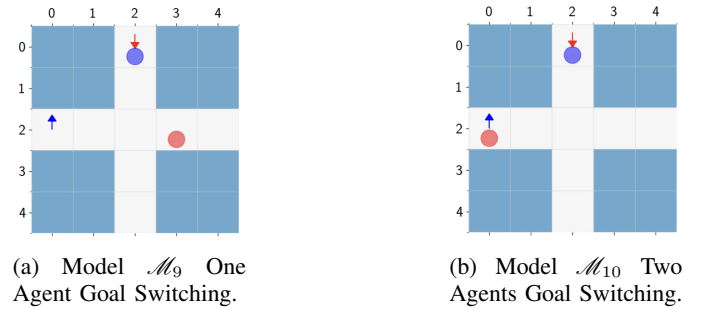 0 1 2 3 4
0
1
2
3
4
(a) Model ℳ₉ One
Agent Goal Switching.
0 1 2 3 4
0
1
2
3
4
(b) Model ℳ₁₀ Two
Agents Goal Switching.